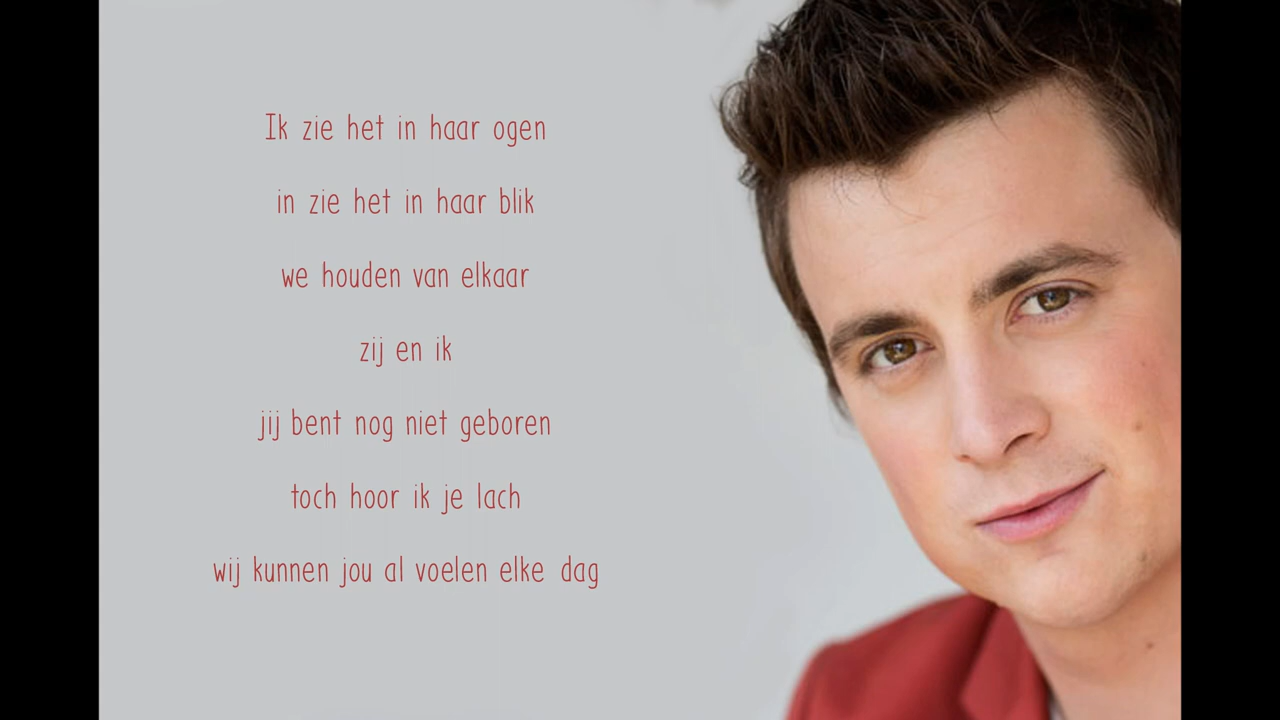 Ik zie het in haar ogen
in zie het in haar blik
we houden van elkaar
zij en ik
jij bent nog niet geboren
toch hoor ik je lach
wij kunnen jou al voelen elke dag